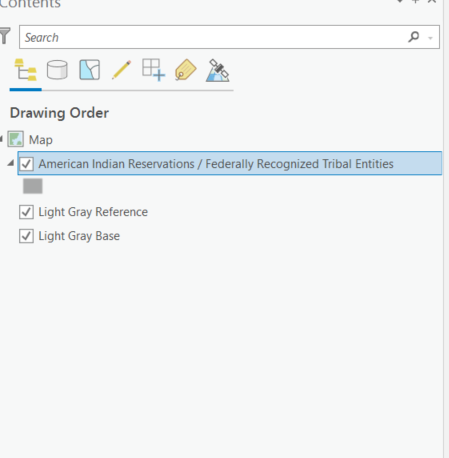 Contents
Search
Drawing Order
Map
American Indian Reservations / Federally Recognized Tribal Entities
Light Gray Reference
Light Gray Base